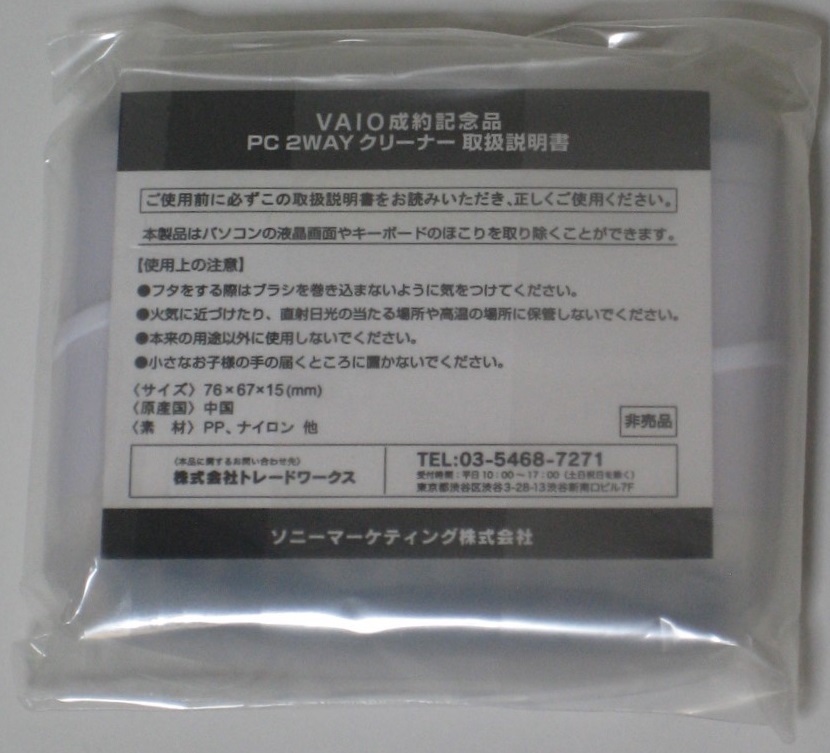 VAIO成約記念品
PC 2WAY クリーナー 取扱説明書
ご使用前に必ずこの取扱説明書をお読みいただき、正しくご使用ください。
本製品はパソコンの液晶画面やキーボードのほこりを取り除くことができます。
【使用上の注意】
●フタをする際はブラシを巻き込まないように気をつけてください。
●火気に近づけたり、直射日光の当たる場所や高温の場所に保管しないでください。
●本来の用途以外に使用しないでください。
●小さなお子様の手の届くところに置かないでください。
〈サイズ〉 76×67×15(mm)
〈原産国〉 中国
〈素 材〉 PP、ナイロン 他
非売品
〈本品に関するお問い合わせ先〉
株式会社トレードワークス
TEL:03-5468-7271
受付時間:平日10:00〜17:00(土日祝日を除く)
東京都渋谷区渋谷3-28-13渋谷新南口ビル7F
ソニーマーケティング株式会社